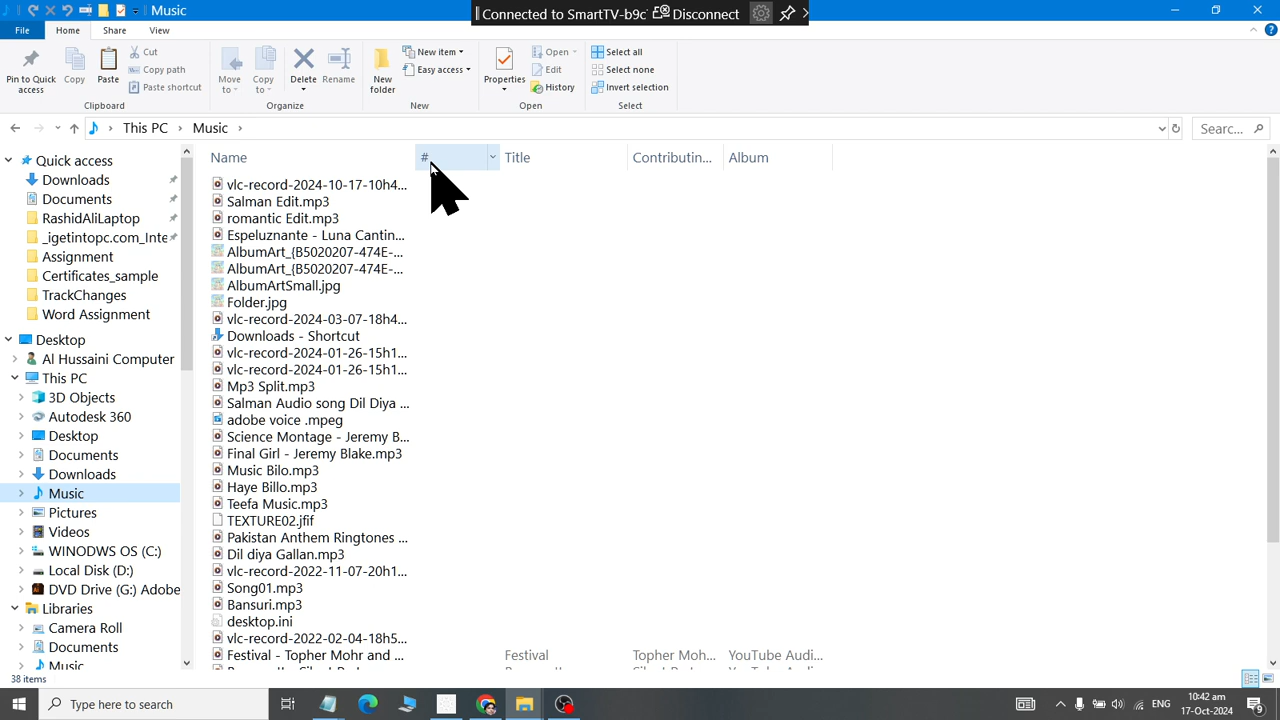 Music
Connected to SmartTV-b9c
Disconnect
File
Home
Share
View
Pin to Quick access
Copy
Paste
Cut
Copy path
Paste shortcut
Clipboard
Move to
Copy to
Delete
Rename
Organize
New folder
New item
Easy access
New
Properties
Open
Edit
History
Open
Select all
Select none
Invert selection
Select
This PC
Music
Search...
Quick access
Downloads
Documents
RashidAliLaptop
_igetintopc.com_Inte
Assignment
Certificates_sample
TrackChanges
Word Assignment
Desktop
Al Hussaini Computer
This PC
3D Objects
Autodesk 360
Desktop
Documents
Downloads
Music
Pictures
Videos
WINODWS OS (C:)
Local Disk (D:)
DVD Drive (G:) Adobe
Libraries
Camera Roll
Documents
Music
Name
#
Title
Contributin...
Album
vlc-record-2024-10-17-10h4...
Salman Edit.mp3
romantic Edit.mp3
Espeluznante - Luna Cantin...
AlbumArt_{B5020207-474E-...
AlbumArt_{B5020207-474E-...
AlbumArtSmall.jpg
Folder.jpg
vlc-record-2024-03-07-18h4...
Downloads - Shortcut
vlc-record-2024-01-26-15h1...
vlc-record-2024-01-26-15h1...
Mp3 Split.mp3
Salman Audio song Dil Diya ...
adobe voice .mpeg
Science Montage - Jeremy B...
Final Girl - Jeremy Blake.mp3
Music Bilo.mp3
Haye Billo.mp3
Teefa Music.mp3
TEXTURE02.jfif
Pakistan Anthem Ringtones ...
Dil diya Gallan.mp3
vlc-record-2022-11-07-20h1...
Song01.mp3
Bansuri.mp3
desktop.ini
vlc-record-2022-02-04-18h5...
Festival - Topher Mohr and ...
Festival
Topher Moh...
YouTube Audi...
38 items
Type here to search
ENG
10:42 am
17-Oct-2024